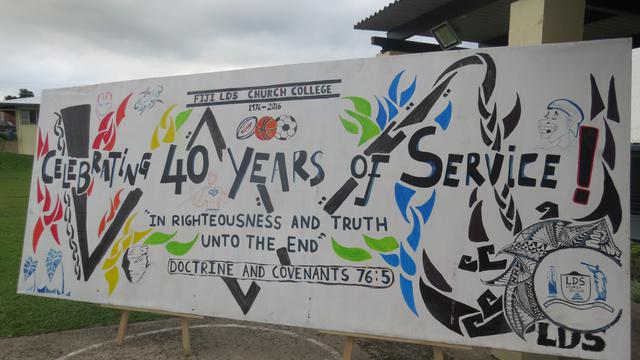 FIJI LDS CHURCH COLLEGE
1976-2016
CELEBRATING 40 YEARS OF SERVICE!
"IN RIGHTEOUSNESS AND TRUTH
UNTO THE END"
DOCTRINE AND COVENANTS 76:5
LDS
LDS